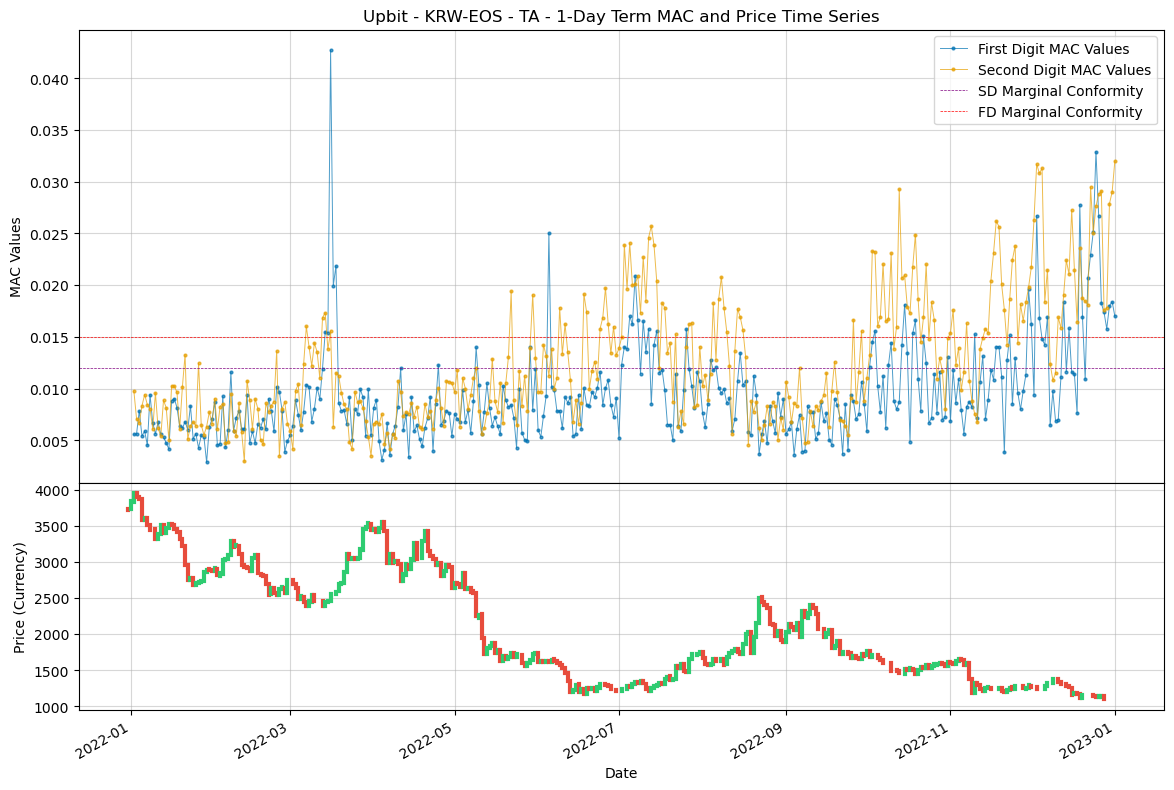 Upbit - KRW-EOS - TA - 1-Day Term MAC and Price Time Series
First Digit MAC Values
Second Digit MAC Values
SD Marginal Conformity
FD Marginal Conformity
MAC Values
0.040
0.035
0.030
0.025
0.020
0.015
0.010
0.005
Price (Currency)
4000
3500
3000
2500
2000
1500
1000
2022-01
2022-03
2022-05
2022-07
2022-09
2022-11
2023-01
Date